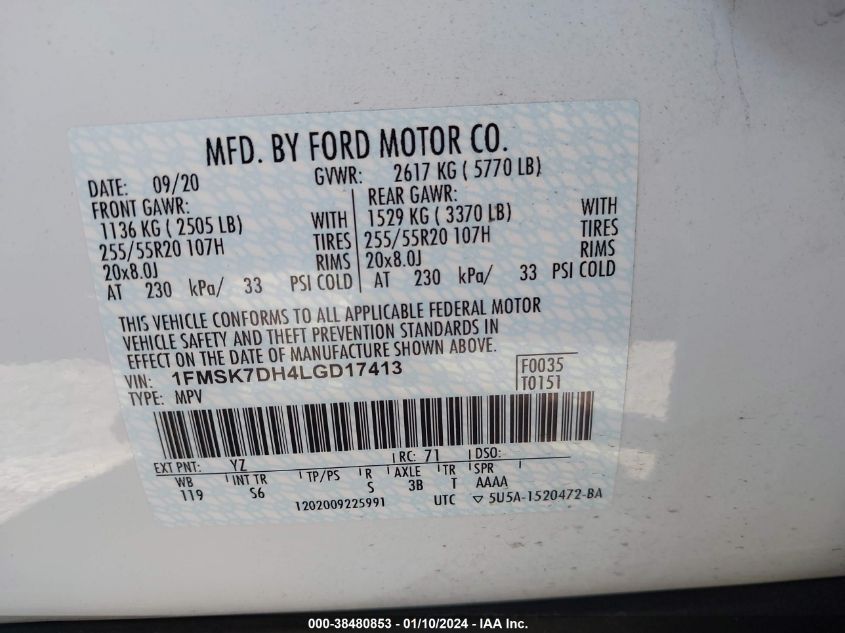 MFD. BY FORD MOTOR CO.
DATE: 09/20 GVWR: 2617 KG ( 5770 LB)
FRONT GAWR: REAR GAWR:
1136 KG ( 2505 LB) WITH 1529 KG ( 3370 LB) WITH
255/55R20 107H TIRES 255/55R20 107H TIRES
20x8.0J RIMS 20x8.0J RIMS
AT 230 kPa/ 33 PSI COLD AT 230 kPa/ 33 PSI COLD
THIS VEHICLE CONFORMS TO ALL APPLICABLE FEDERAL MOTOR
VEHICLE SAFETY AND THEFT PREVENTION STANDARDS IN
EFFECT ON THE DATE OF MANUFACTURE SHOWN ABOVE.
VIN: 1FMSK7DH4LGD17413 F0035
TYPE: MPV T0151
EXT PNT: YZ RC: 71 DSO:
WB INT TR TP/PS R AXLE TR SPR
119 S6 S 3B T AAAA
1202009225991 UTC ▽ 5U5A-1520472-BA
000-38480853 / 01/10/2024 - IAA Inc.